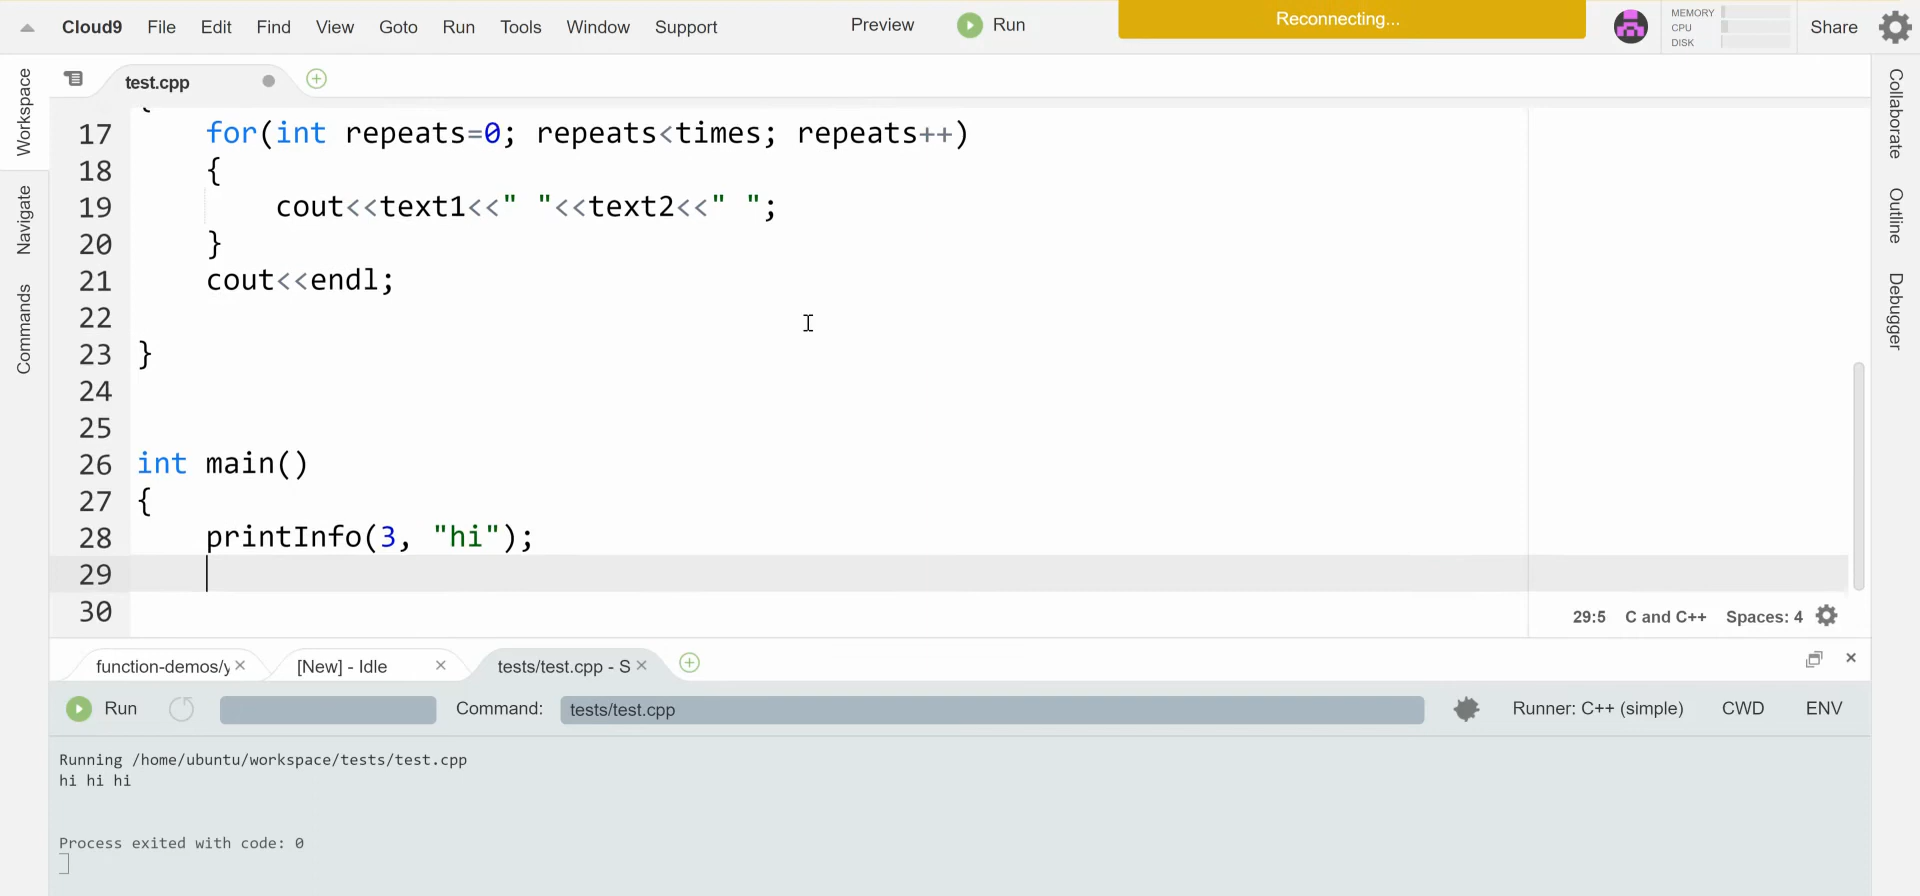 Cloud9 File Edit Find View Goto Run Tools Window Support Preview Run Reconnecting... MEMORY CPU DISK Share
test.cpp
Workspace
Navigate
Commands
Collaborate
Outline
Debugger
{
17 for(int repeats=0; repeats<times; repeats++)
18 {
19 cout<<text1<<" "<<text2<<" ";
20 }
21 cout<<endl;
22
23 }
24
25
26 int main()
27 {
28 printInfo(3, "hi");
29
30
29:5 C and C++ Spaces: 4
function-demos/y [New] - Idle tests/test.cpp - S
Run Command: tests/test.cpp Runner: C++ (simple) CWD ENV
Running /home/ubuntu/workspace/tests/test.cpp
hi hi hi
Process exited with code: 0